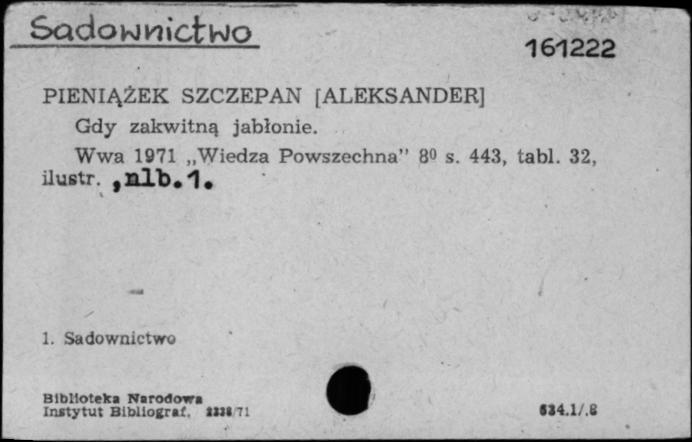 Sadownictwo
161222
PIENIĄŻEK SZCZEPAN [ALEKSANDER]
Gdy zakwitną jabłonie.
Wwa 1971 „Wiedza Powszechna” 8⁰ s. 443, tabl. 32,
ilustr. , nlb. 1.
1. Sadownictwo
Biblioteka Narodowa
Instytut Bibliograf. /71
634.1/.8